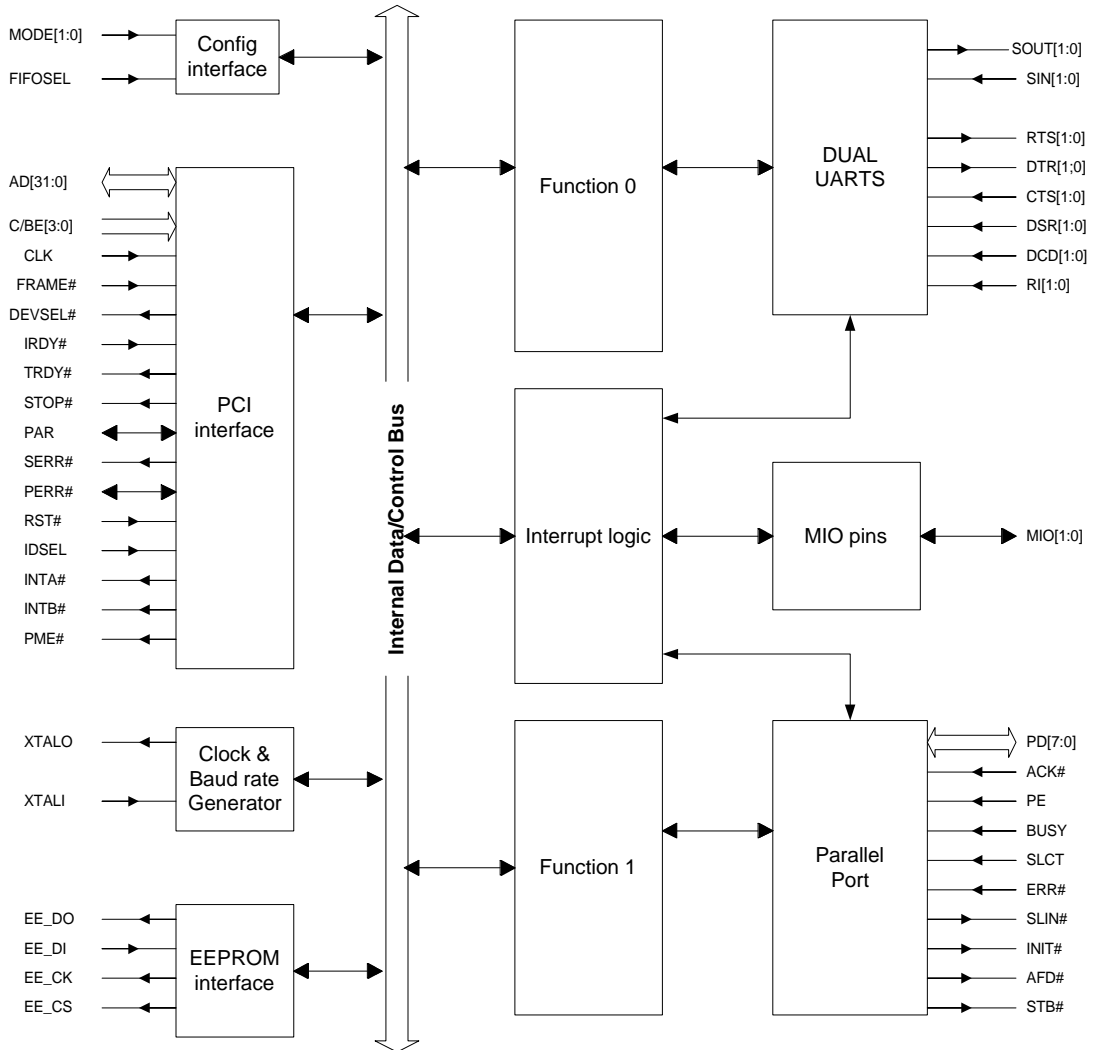 MODE[1:0]
FIFOSEL
Config
interface
AD[31:0]
C/BE[3:0]
CLK
FRAME#
DEVSEL#
IRDY#
TRDY#
STOP#
PAR
SERR#
PERR#
RST#
IDSEL
INTA#
INTB#
PME#
PCI
interface
XTALO
XTALI
Clock &
Baud rate
Generator
EE_DO
EE_DI
EE_CK
EE_CS
EEPROM
interface
Internal Data/Control Bus
Function 0
Interrupt logic
Function 1
DUAL
UARTS
SOUT[1:0]
SIN[1:0]
RTS[1:0]
DTR[1;0]
CTS[1:0]
DSR[1:0]
DCD[1:0]
RI[1:0]
MIO pins
MIO[1:0]
Parallel
Port
PD[7:0]
ACK#
PE
BUSY
SLCT
ERR#
SLIN#
INIT#
AFD#
STB#